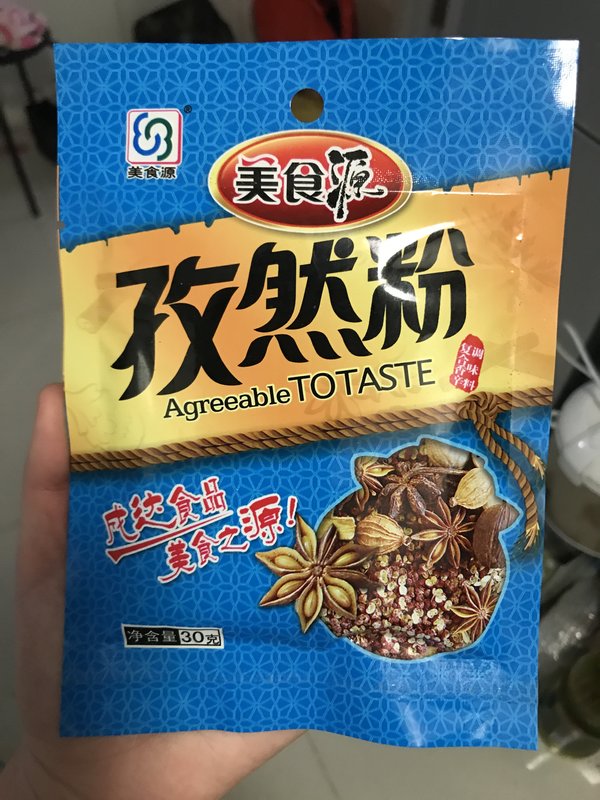 ®
美食源
美食源
孜然粉
Agreeable TOTASTE
调味料
复合香辛
成达食品
美食之源!
净含量 30克